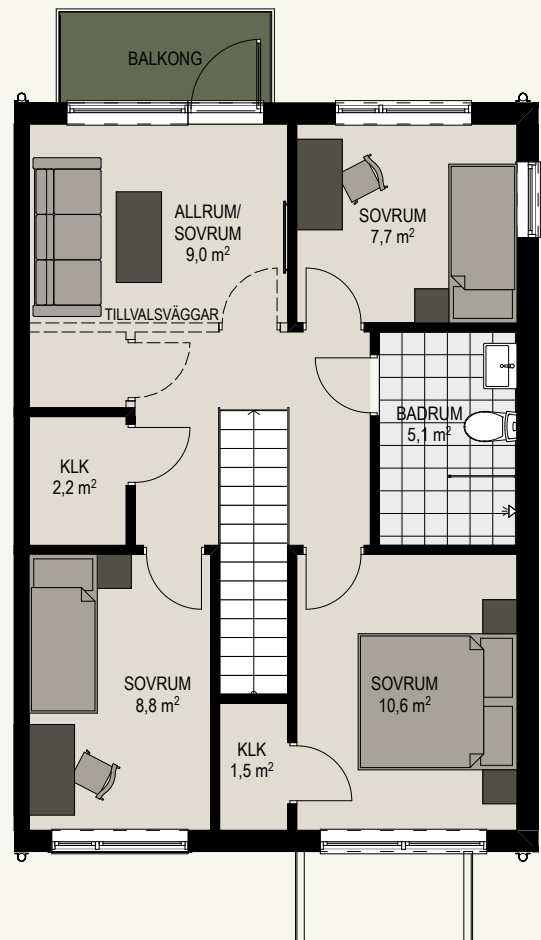 BALKONG
ALLRUM/
SOVRUM
9,0 m²
SOVRUM
7,7 m²
TILLVALSVÄGGAR
BADRUM
5,1 m²
KLK
2,2 m²
SOVRUM
8,8 m²
SOVRUM
10,6 m²
KLK
1,5 m²